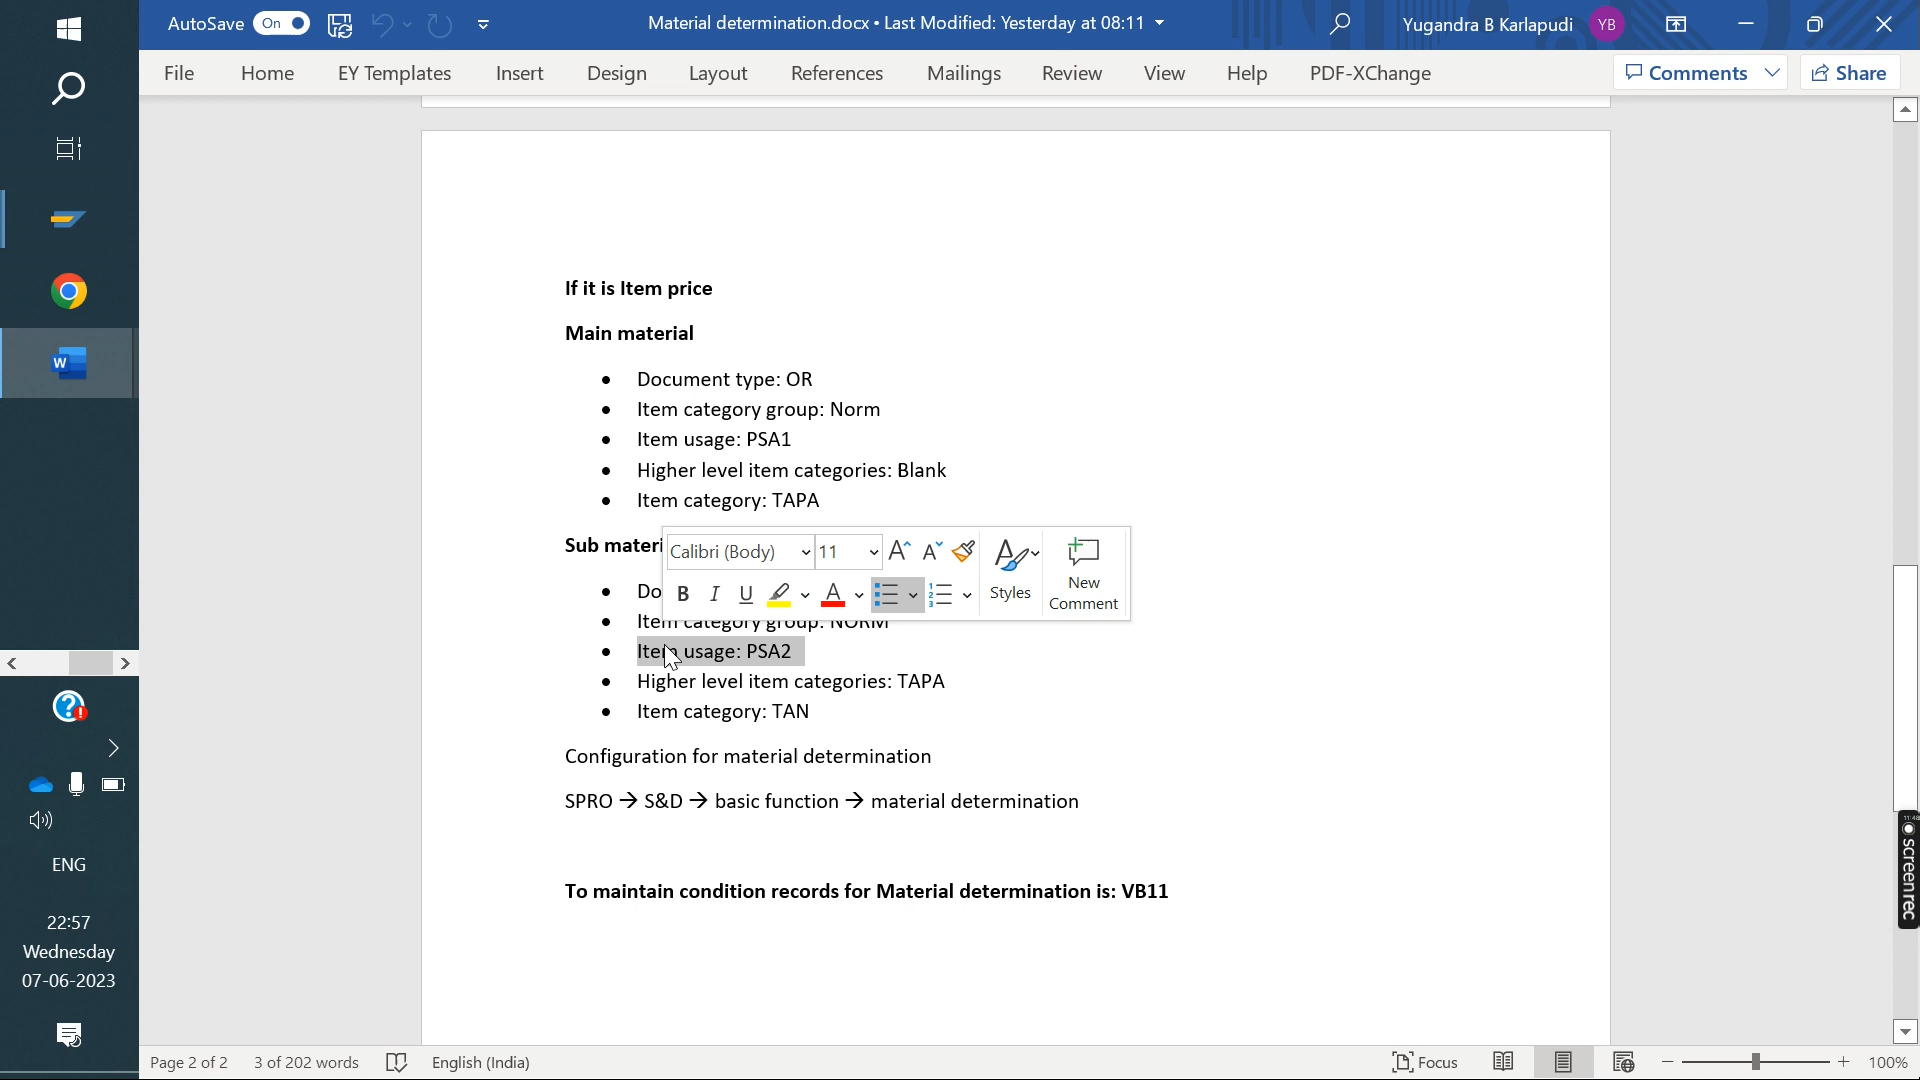 AutoSave On Material determination.docx • Last Modified: Yesterday at 08:11 Yugandra B Karlapudi YB
File Home EY Templates Insert Design Layout References Mailings Review View Help PDF-XChange Comments Share
If it is Item price
Main material
• Document type: OR
• Item category group: Norm
• Item usage: PSA1
• Higher level item categories: Blank
• Item category: TAPA
Sub materi
Calibri (Body) 11
New
Comment
Styles
B I U
• Do
• Item category group: NORM
• Item usage: PSA2
• Higher level item categories: TAPA
• Item category: TAN
Configuration for material determination
SPRO → S&D → basic function → material determination
To maintain condition records for Material determination is: VB11
ENG
22:57
Wednesday
07-06-2023
screenrec
Page 2 of 2 3 of 202 words English (India) Focus 100%